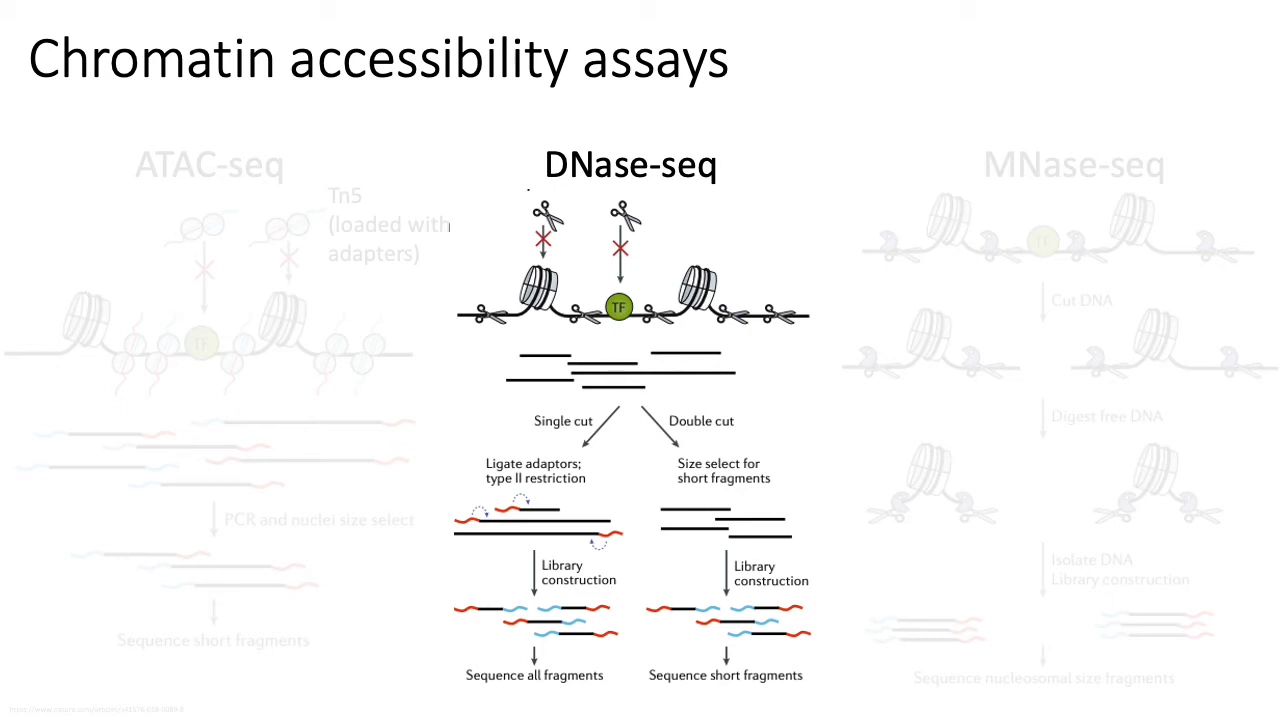 Chromatin accessibility assays
ATAC-seq
Tn5
(loaded with
adapters)
TF
PCR and nuclei size select
Sequence short fragments
DNase-seq
TF
Single cut
Double cut
Ligate adaptors;
type II restriction
Size select for
short fragments
Library
construction
Library
construction
Sequence all fragments
Sequence short fragments
MNase-seq
TF
Cut DNA
Digest free DNA
Isolate DNA
Library construction
Sequence nucleosomal size fragments